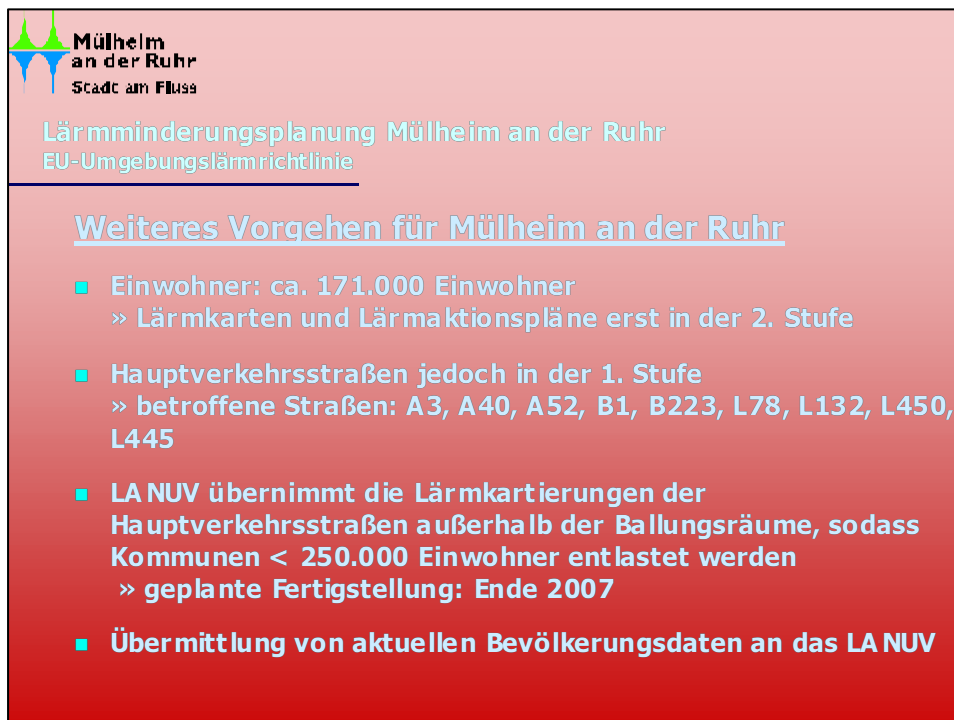 Mülheim
an der Ruhr
Stadt am Fluss
Lärmminderungsplanung Mülheim an der Ruhr
EU-Umgebungslärmrichtlinie
Weiteres Vorgehen für Mülheim an der Ruhr
Einwohner: ca. 171.000 Einwohner
» Lärmkarten und Lärmaktionspläne erst in der 2. Stufe
Hauptverkehrsstraßen jedoch in der 1. Stufe
» betroffene Straßen: A3, A40, A52, B1, B223, L78, L132, L450,
L445
LANUV übernimmt die Lärmkartierungen der
Hauptverkehrsstraßen außerhalb der Ballungsräume, sodass
Kommunen < 250.000 Einwohner entlastet werden
» geplante Fertigstellung: Ende 2007
Übermittlung von aktuellen Bevölkerungsdaten an das LANUV